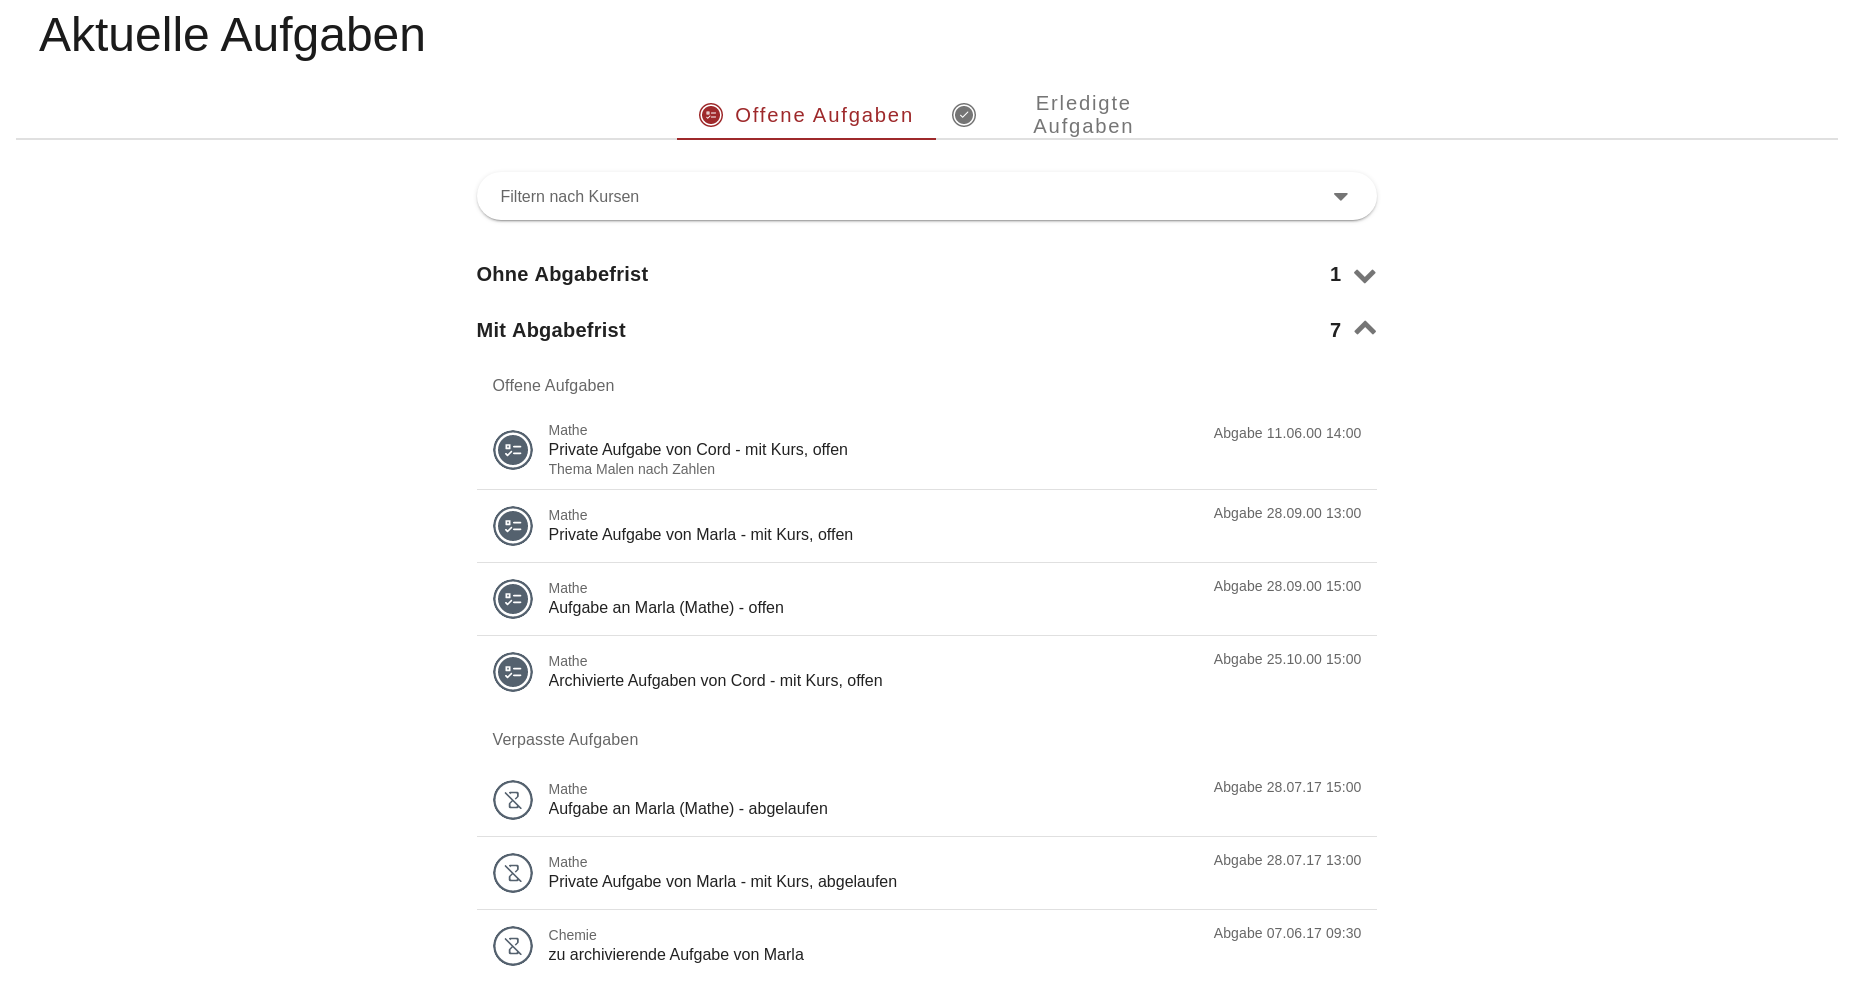 Aktuelle Aufgaben
Offene Aufgaben
Erledigte
Aufgaben
Filtern nach Kursen
Ohne Abgabefrist 1
Mit Abgabefrist 7
Offene Aufgaben
Mathe
Abgabe 11.06.00 14:00
Private Aufgabe von Cord - mit Kurs, offen
Thema Malen nach Zahlen
Mathe
Abgabe 28.09.00 13:00
Private Aufgabe von Marla - mit Kurs, offen
Mathe
Abgabe 28.09.00 15:00
Aufgabe an Marla (Mathe) - offen
Mathe
Abgabe 25.10.00 15:00
Archivierte Aufgaben von Cord - mit Kurs, offen
Verpasste Aufgaben
Mathe
Abgabe 28.07.17 15:00
Aufgabe an Marla (Mathe) - abgelaufen
Mathe
Abgabe 28.07.17 13:00
Private Aufgabe von Marla - mit Kurs, abgelaufen
Chemie
Abgabe 07.06.17 09:30
zu archivierende Aufgabe von Marla